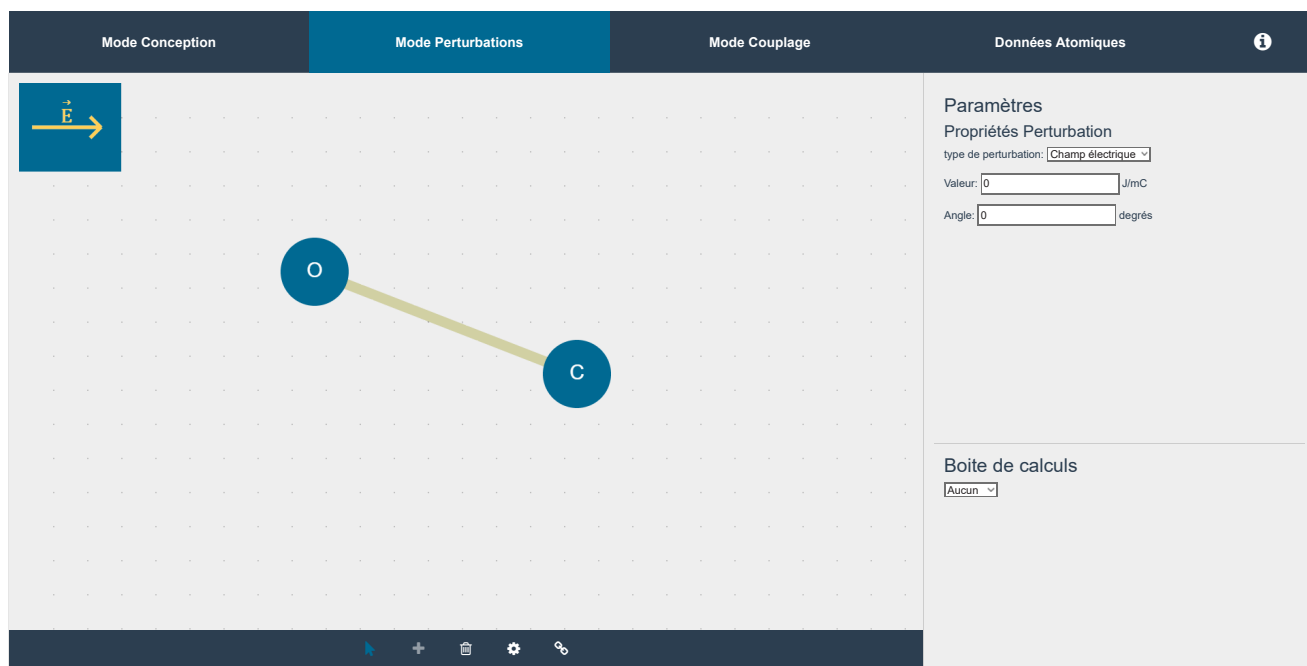 Mode Conception Mode Perturbations Mode Couplage Données Atomiques
E
O
C
Paramètres
Propriétés Perturbation
type de perturbation: Champ électrique
Valeur: 0 J/mC
Angle: 0 degrés
Boite de calculs
Aucun